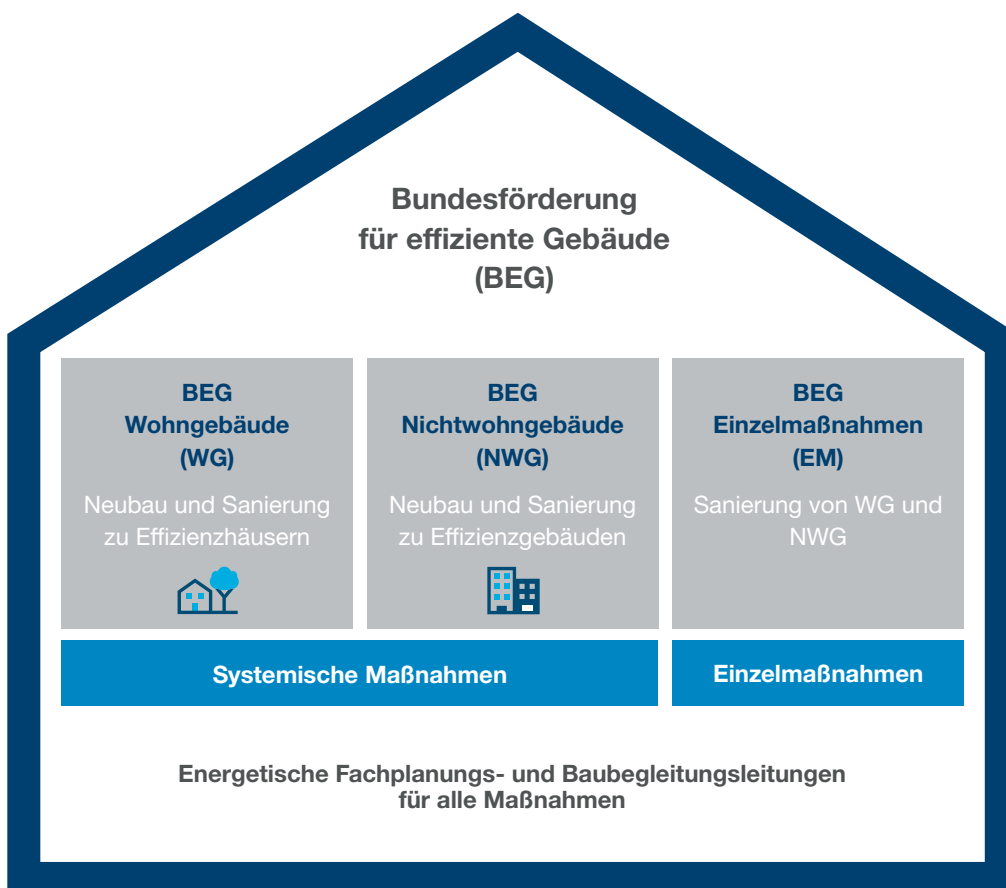 Bundesförderung
für effiziente Gebäude
(BEG)
BEG
Wohngebäude
(WG)
Neubau und Sanierung
zu Effizienzhäusern
BEG
Nichtwohngebäude
(NWG)
Neubau und Sanierung
zu Effizienzgebäuden
BEG
Einzelmaßnahmen
(EM)
Sanierung von WG und
NWG
Systemische Maßnahmen
Einzelmaßnahmen
Energetische Fachplanungs- und Baubegleitungsleitungen
für alle Maßnahmen